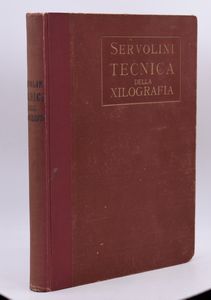 SERVOLINI
TECNICA
DELLA
XILOGRAFIA